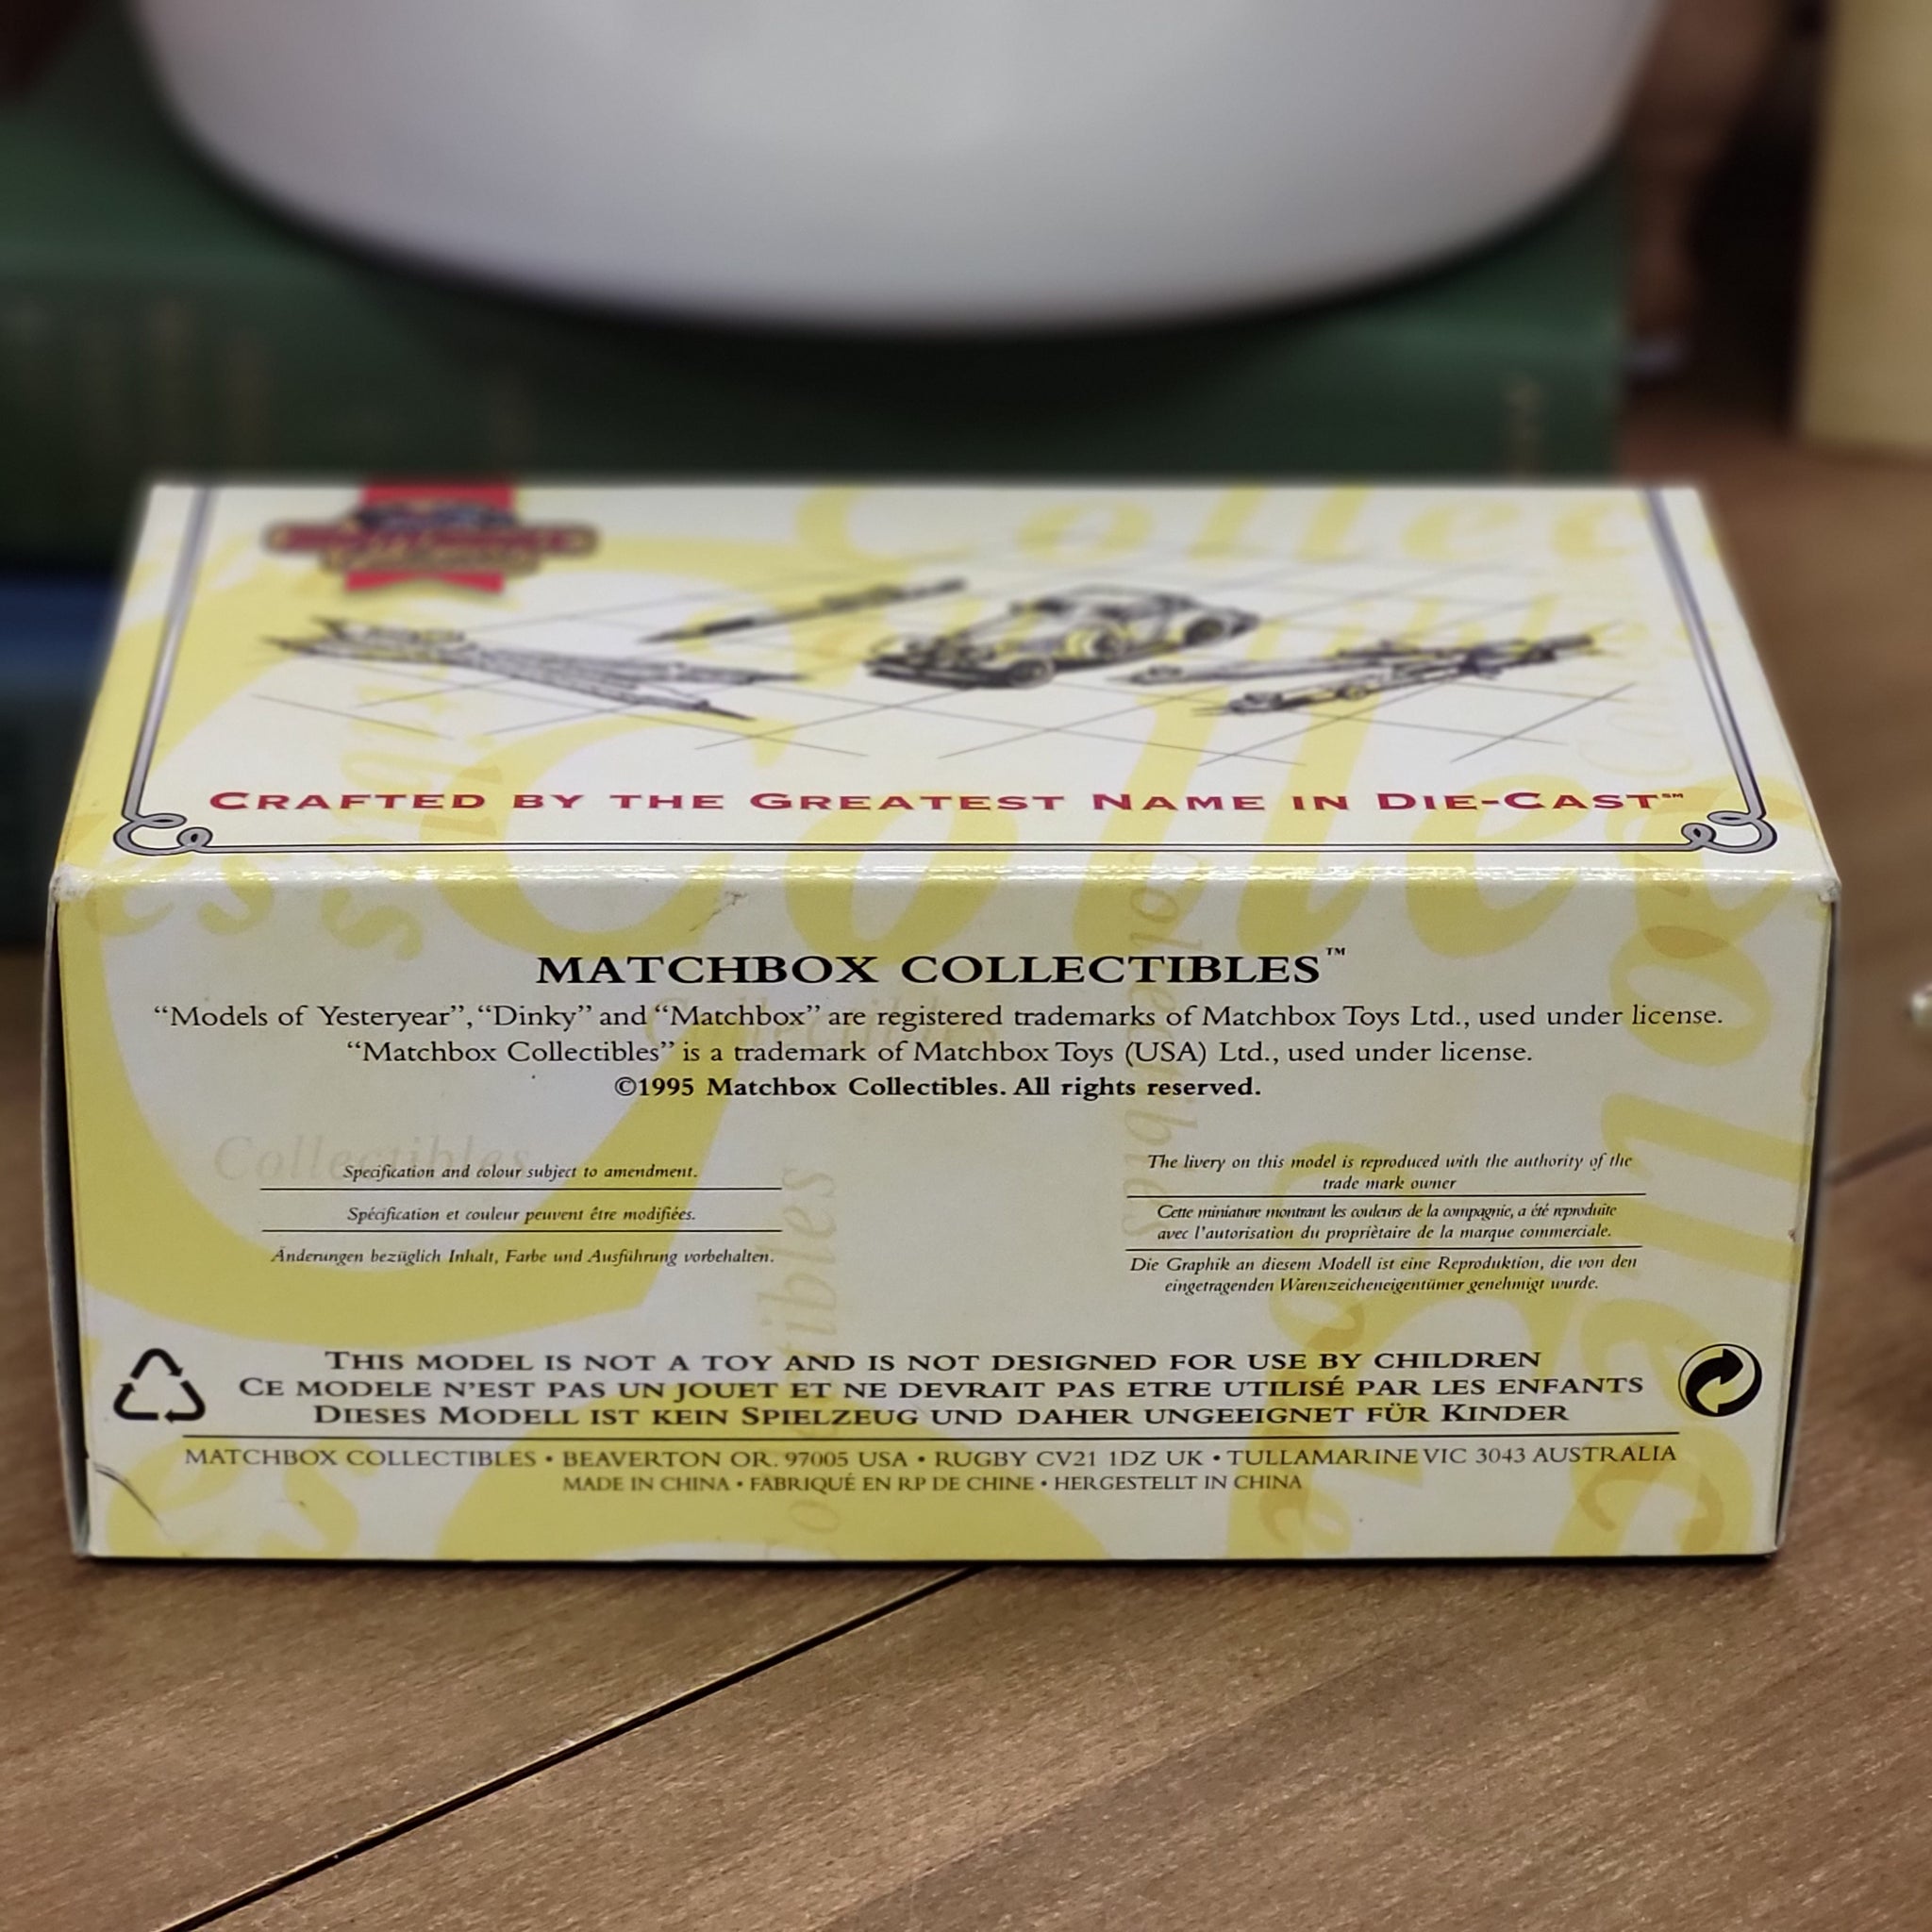 CRAFTED BY THE GREATEST NAME IN DIE-CAST℠
MATCHBOX COLLECTIBLES™
“Models of Yesteryear”, “Dinky” and “Matchbox” are registered trademarks of Matchbox Toys Ltd., used under license.
“Matchbox Collectibles” is a trademark of Matchbox Toys (USA) Ltd., used under license.
©1995 Matchbox Collectibles. All rights reserved.
Collectibles
Specification and colour subject to amendment.
Spécification et couleur peuvent être modifiées.
Änderungen bezüglich Inhalt, Farbe und Ausführung vorbehalten.
The livery on this model is reproduced with the authority of the
trade mark owner
Cette miniature montrant les couleurs de la compagnie, a été reproduite
avec l'autorisation du propriètaire de la marque commerciale.
Die Graphik an diesem Modell ist eine Reproduktion, die von den
eingetragenden Warenzeicheneigentümer genehmigt wurde.
THIS MODEL IS NOT A TOY AND IS NOT DESIGNED FOR USE BY CHILDREN
CE MODELE N'EST PAS UN JOUET ET NE DEVRAIT PAS ETRE UTILISÉ PAR LES ENFANTS
DIESES MODELL IST KEIN SPIELZEUG UND DAHER UNGEEIGNET FÜR KINDER
MATCHBOX COLLECTIBLES • BEAVERTON OR. 97005 USA • RUGBY CV21 1DZ UK • TULLAMARINE VIC 3043 AUSTRALIA
MADE IN CHINA • FABRIQUÉ EN RP DE CHINE • HERGESTELLT IN CHINA